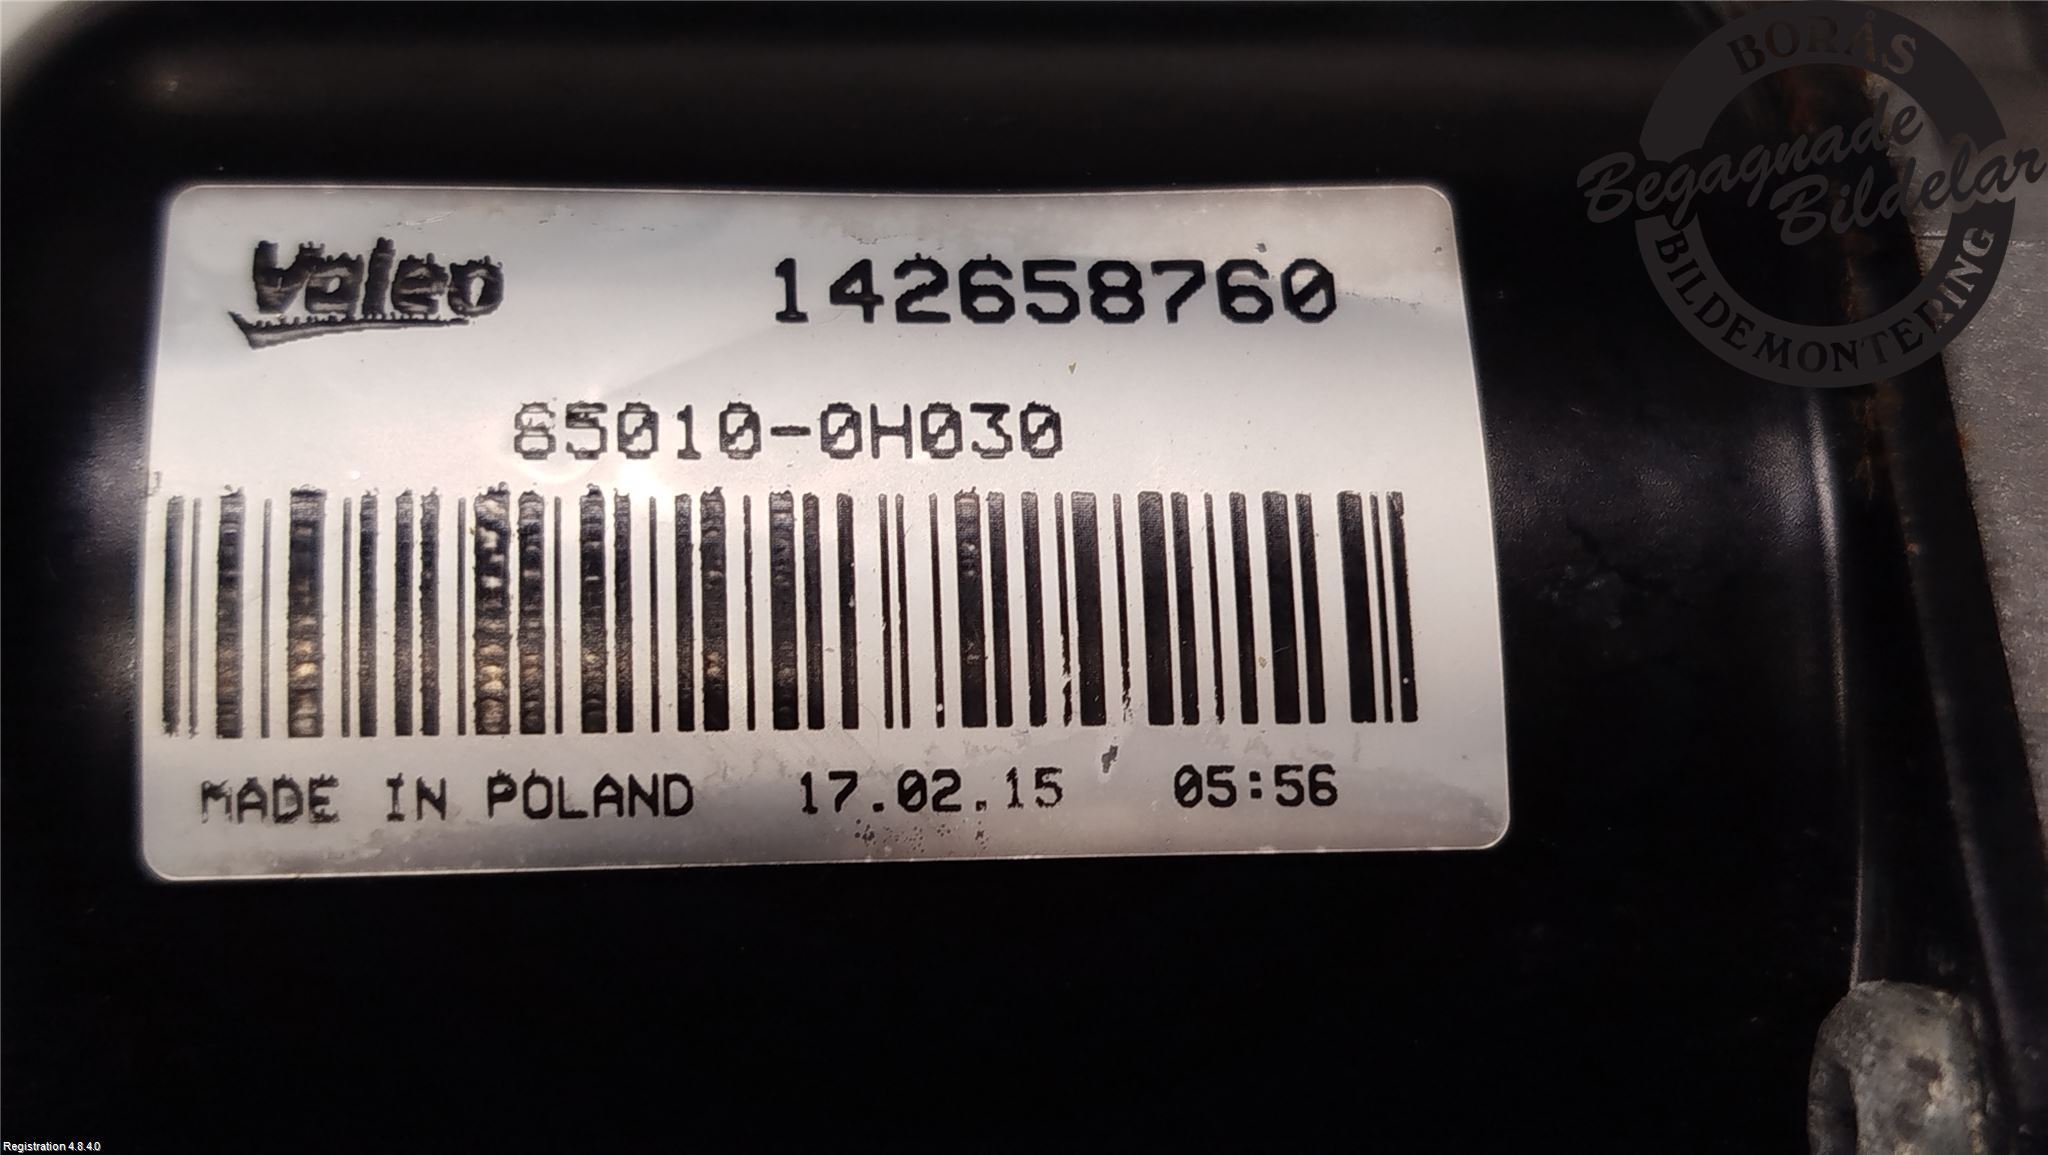 BORÅS
Begagnade
Bildelar
BILDEMONTERING
Valeo 142658760
85010-0H030
MADE IN POLAND 17.02.15 05:56
Registration 4.8.4.0